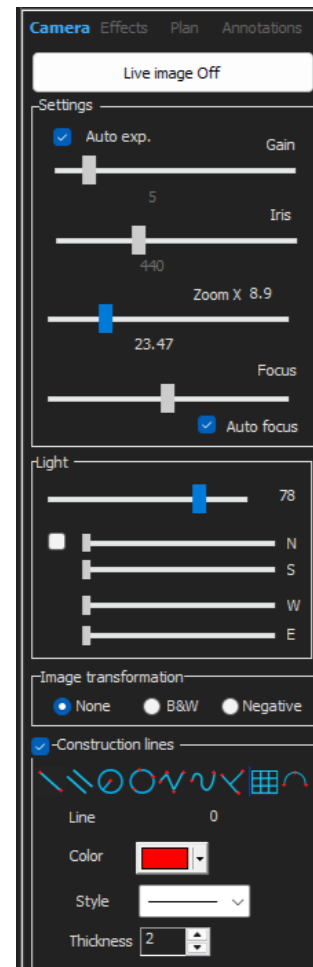 Camera Effects Plan Annotations
Live image Off
Settings
Auto exp.
Gain
5
Iris
440
Zoom X 8.9
23.47
Focus
Auto focus
Light
78
N
S
W
E
Image transformation
None B&W Negative
Construction lines
Line 0
Color
Style
Thickness 2